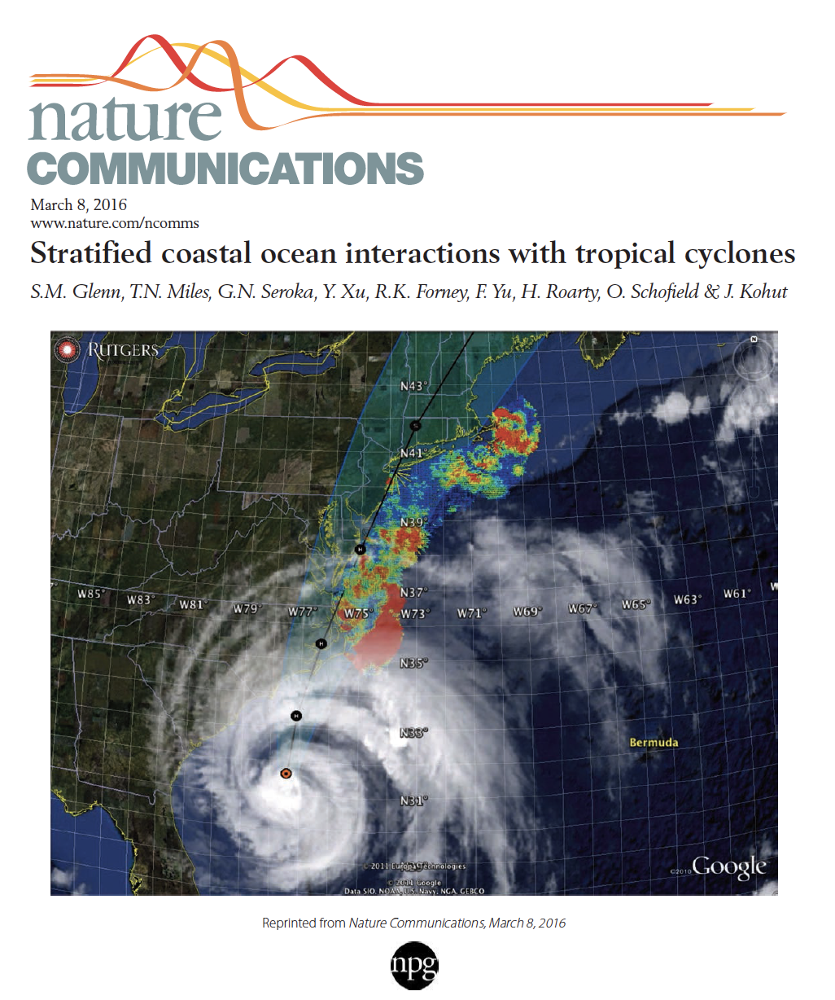 nature
COMMUNICATIONS
March 8, 2016
www.nature.com/ncomms
Stratified coastal ocean interactions with tropical cyclones
S.M. Glenn, T.N. Miles, G.N. Seroka, Y. Xu, R.K. Forney, F. Yu, H. Roarty, O. Schofield & J. Kohut
N
RUTGERS
N43°
S
N41°
N39°
H
N37°
W85°
W83°
W81°
W79°
W77°
W75°
W73°
W71°
W69°
W67°
W65°
W63°
W61°
W
H
N35°
H
N33°
Bermuda
N31°
© 2011 Europa Technologies
©2010 Google
© 2011 Google
Data SIO, NOAA, U.S. Navy, NGA, GEBCO
Reprinted from Nature Communications, March 8, 2016
npg